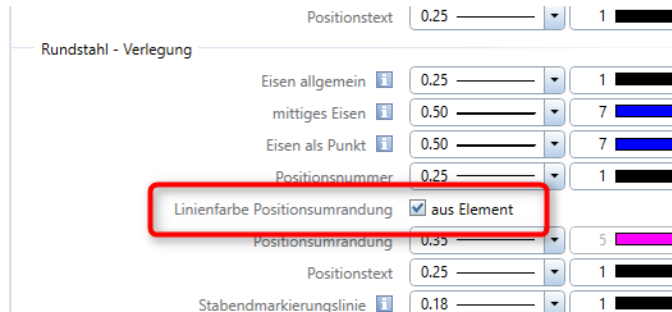 Positionstext 0.25 1
Rundstahl - Verlegung
Eisen allgemein i 0.25 1
mittiges Eisen i 0.50 7
Eisen als Punkt i 0.50 7
Positionsnummer 0.25 1
Linienfarbe Positionsumrandung aus Element
Positionsumrandung 0.35 5
Positionstext 0.25 1
Stabendmarkierungslinie i 0.18 1